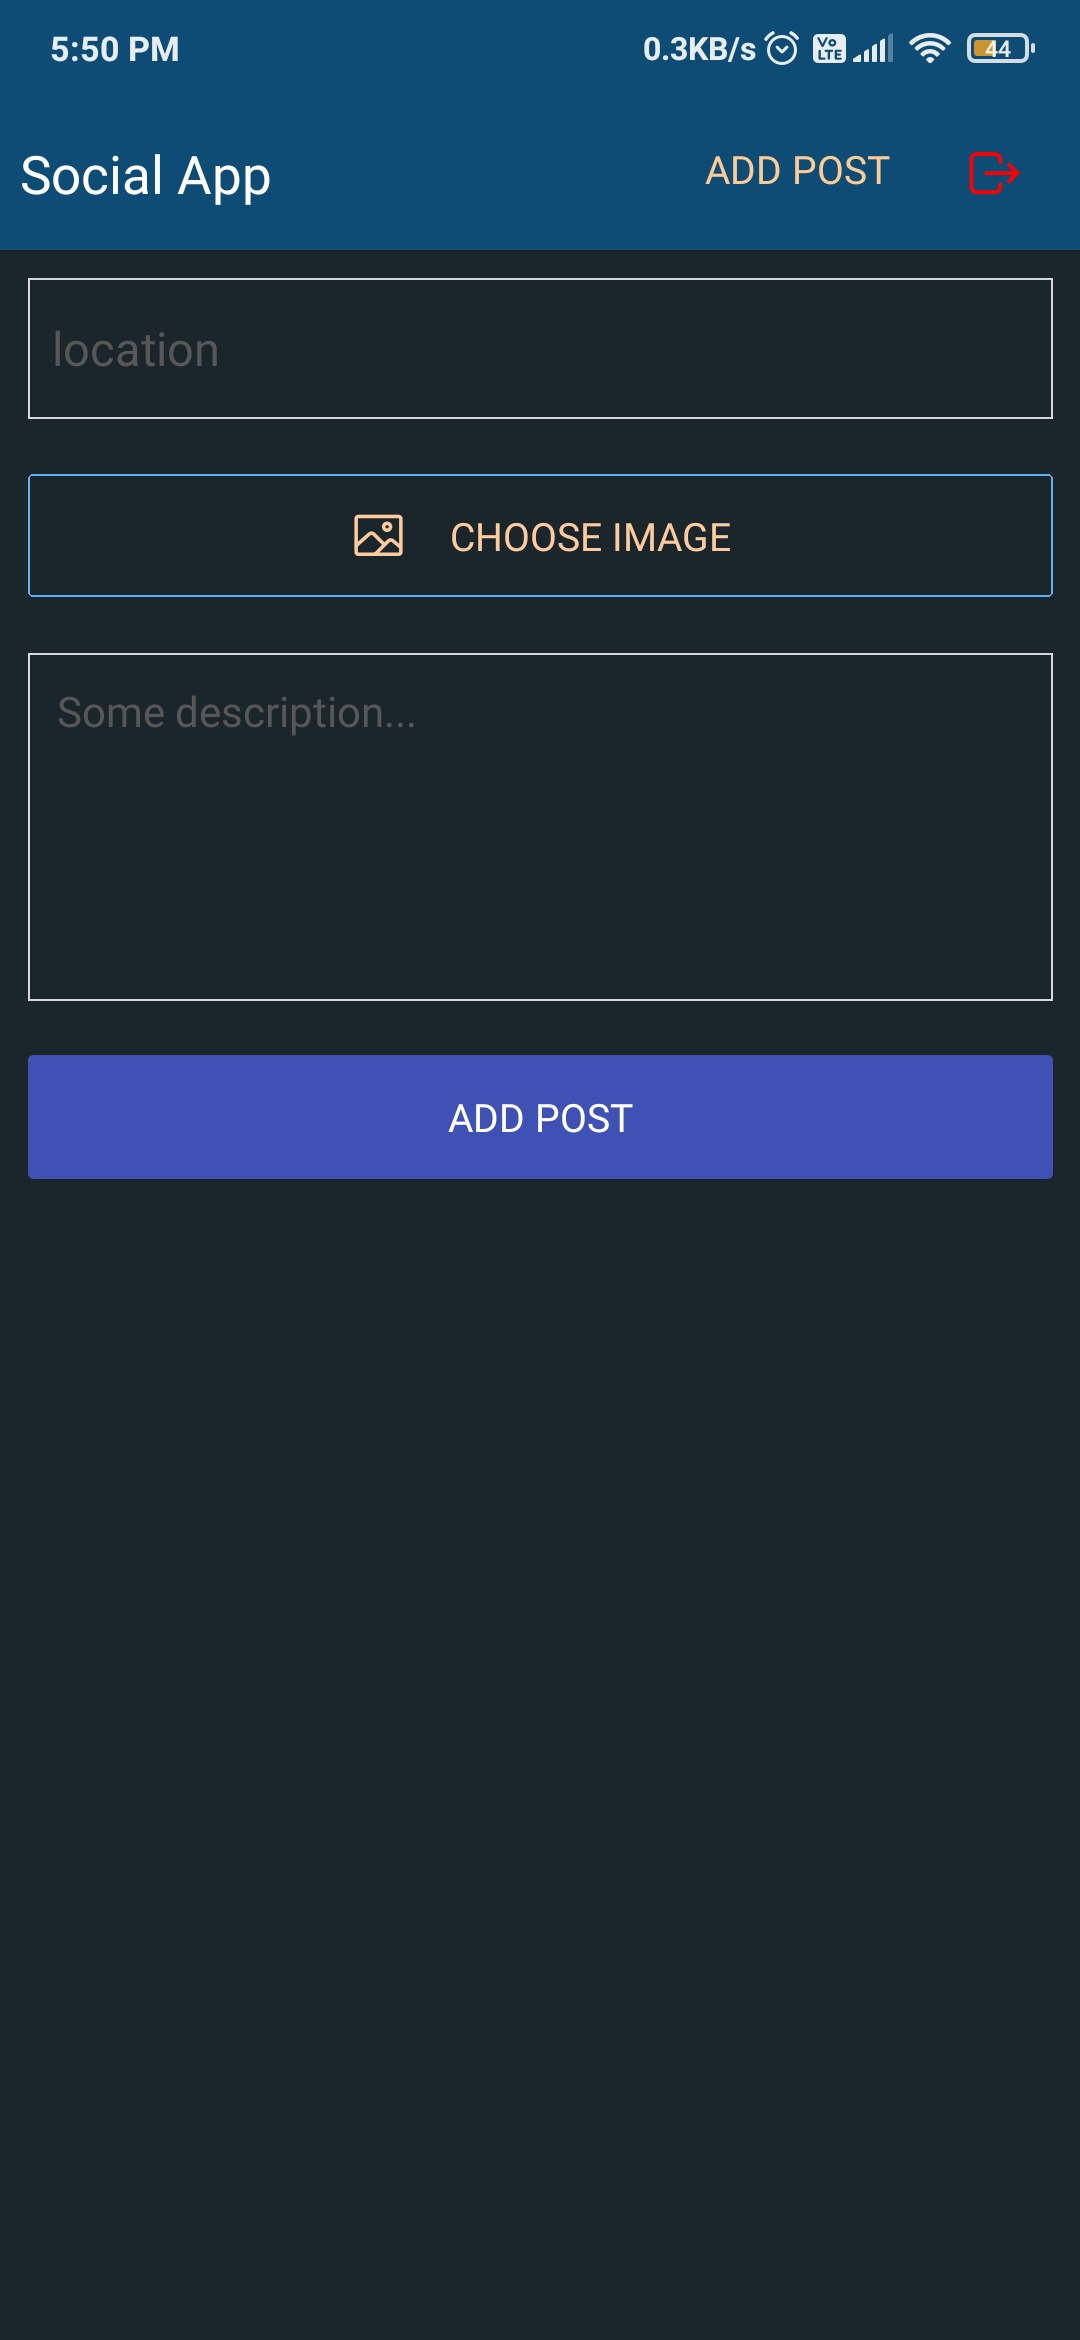 5:50 PM 0.3KB/s Vo LTE 44
Social App ADD POST
location
CHOOSE IMAGE
Some description...
ADD POST